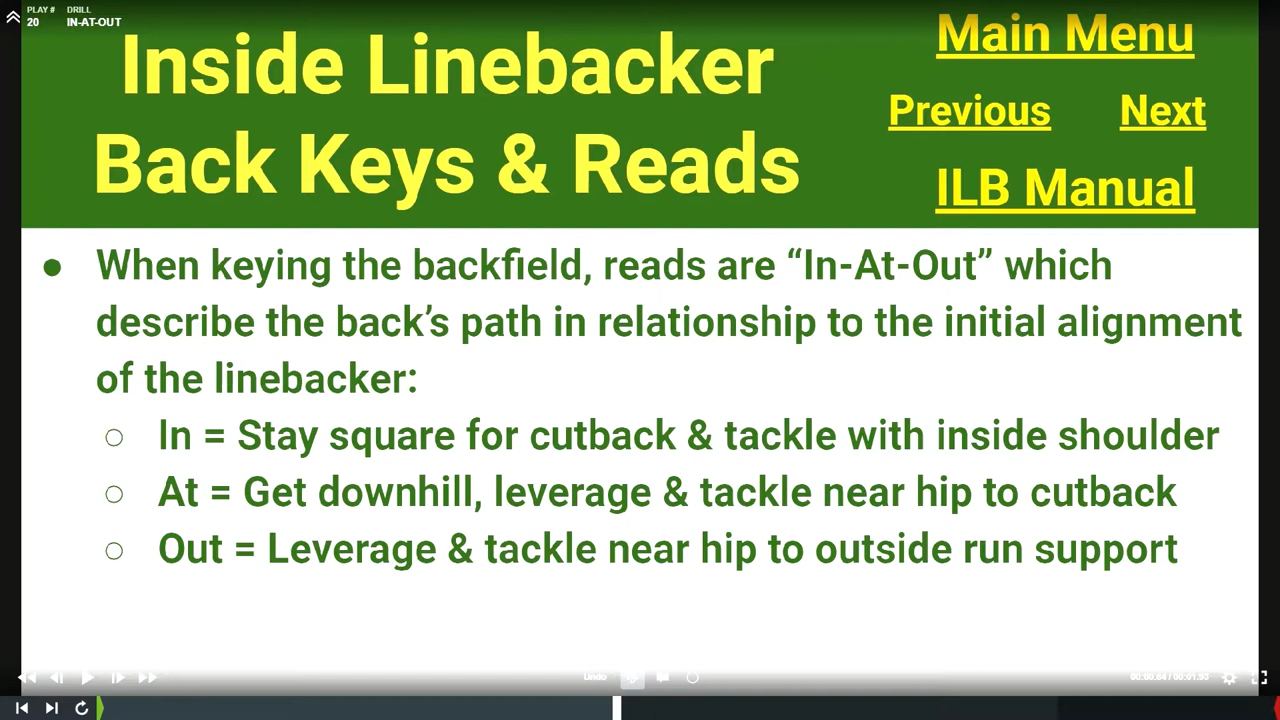 PLAY # DRILL
20 IN-AT-OUT
Inside Linebacker
Back Keys & Reads
Main Menu
Previous Next
ILB Manual
● When keying the backfield, reads are “In-At-Out” which
describe the back’s path in relationship to the initial alignment
of the linebacker:
○ In = Stay square for cutback & tackle with inside shoulder
○ At = Get downhill, leverage & tackle near hip to cutback
○ Out = Leverage & tackle near hip to outside run support
Undo